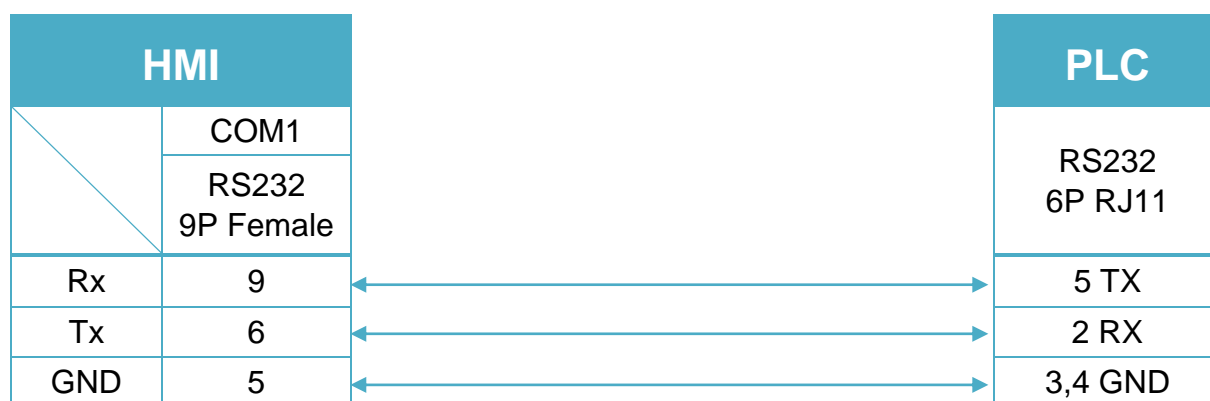 HMI
PLC
COM1
RS232
9P Female
RS232
6P RJ11
Rx 9 5 TX
Tx 6 2 RX
GND 5 3,4 GND